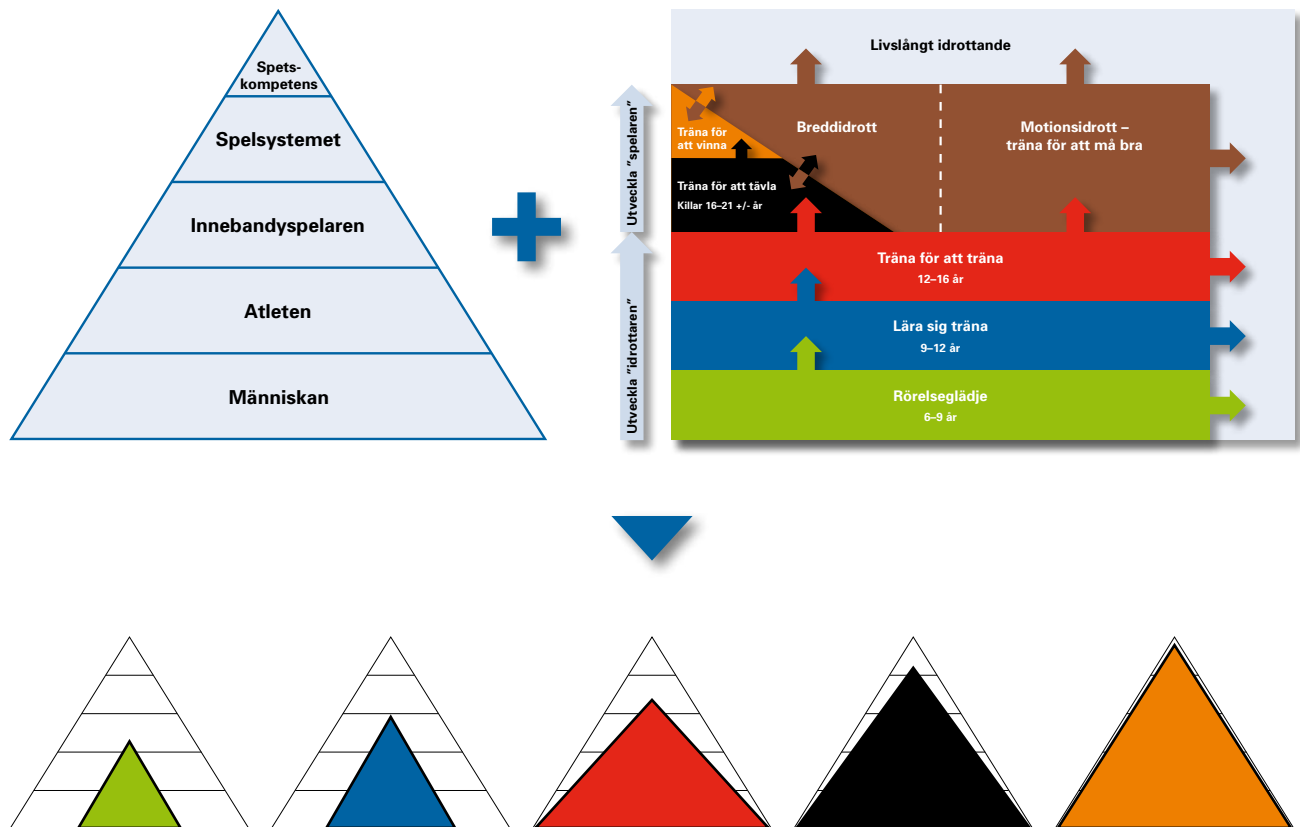 Spets-
kompetens
Spelsystemet
Innebandyspelaren
Atleten
Människan
Utveckla ”spelaren”
Utveckla ”idrottaren”
Livslångt idrottande
Träna för
att vinna
Breddidrott
Motionsidrott –
träna för att må bra
Träna för att tävla
Killar 16–21 +/- år
Träna för att träna
12–16 år
Lära sig träna
9–12 år
Rörelseglädje
6–9 år